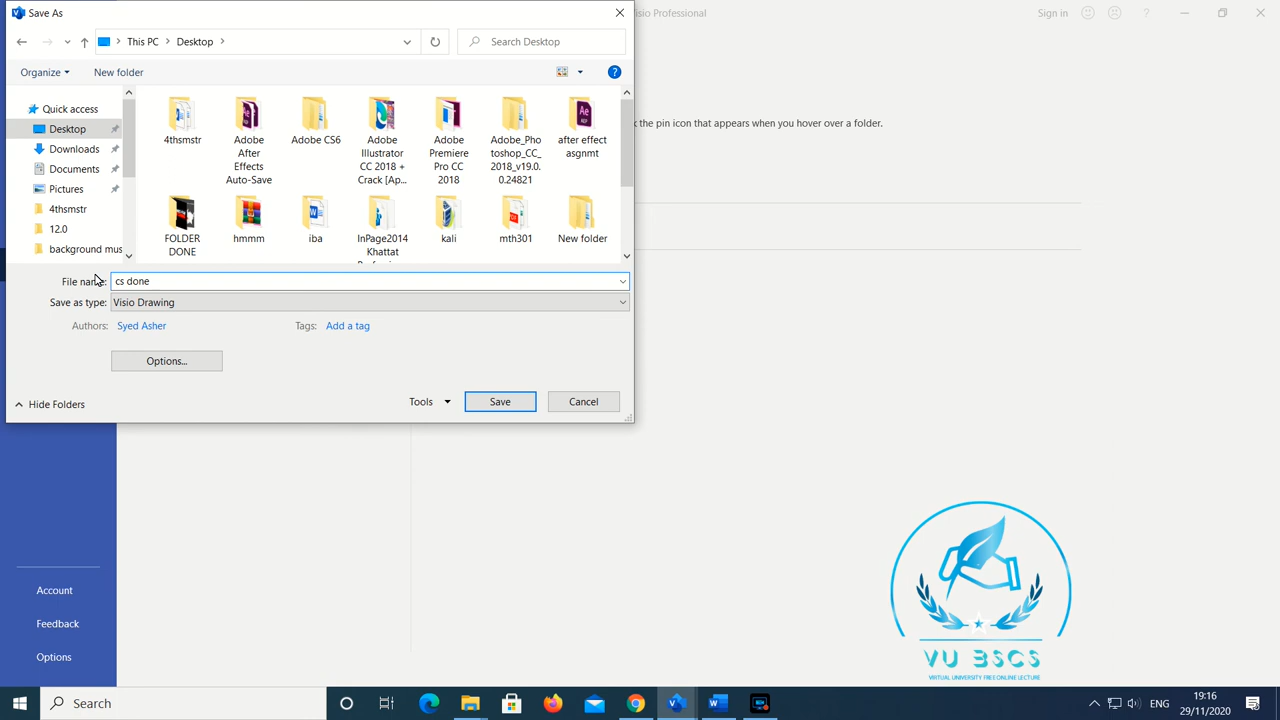 Save As
Visio Professional
Sign in
This PC
Desktop
Search Desktop
Organize
New folder
k the pin icon that appears when you hover over a folder.
Quick access
Desktop
Downloads
Documents
Pictures
4thsmstr
12.0
background mus
4thsmstr
Adobe
After
Effects
Auto-Save
Adobe CS6
Adobe
Illustrator
CC 2018 +
Crack [Ap...
Adobe
Premiere
Pro CC
2018
Adobe_Pho
toshop_CC_
2018_v19.0.
0.24821
after effect
asgnmt
FOLDER
DONE
hmmm
iba
InPage2014
Khattat
kali
mth301
New folder
File name: cs done
Save as type: Visio Drawing
Authors: Syed Asher
Tags: Add a tag
Options...
Hide Folders
Tools
Save
Cancel
Account
Feedback
Options
VU BSCS
VIRTUAL UNIVERSITY FREE ONLINE LECTURE
Search
ENG
19:16
29/11/2020